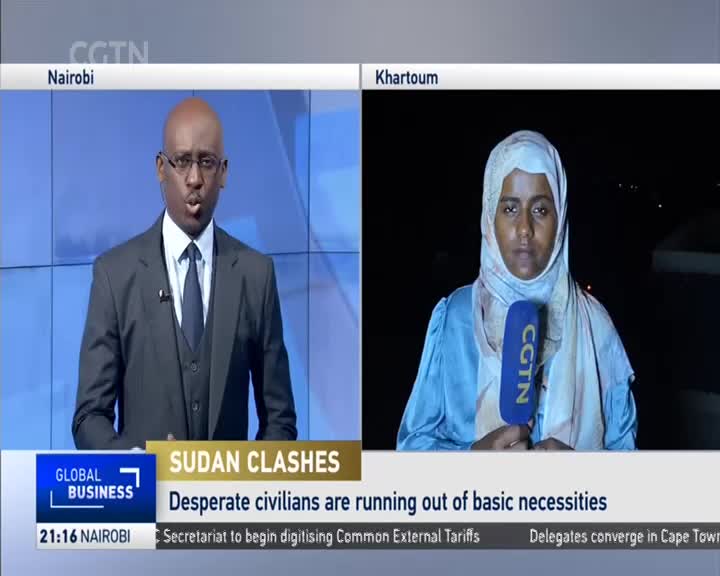 CGTN
Nairobi
Khartoum
CGTN
SUDAN CLASHES
GLOBAL
BUSINESS
Desperate civilians are running out of basic necessities
21:16 NAIROBI
C Secretariat to begin digitising Common External Tariffs
Delegates converge in Cape Town